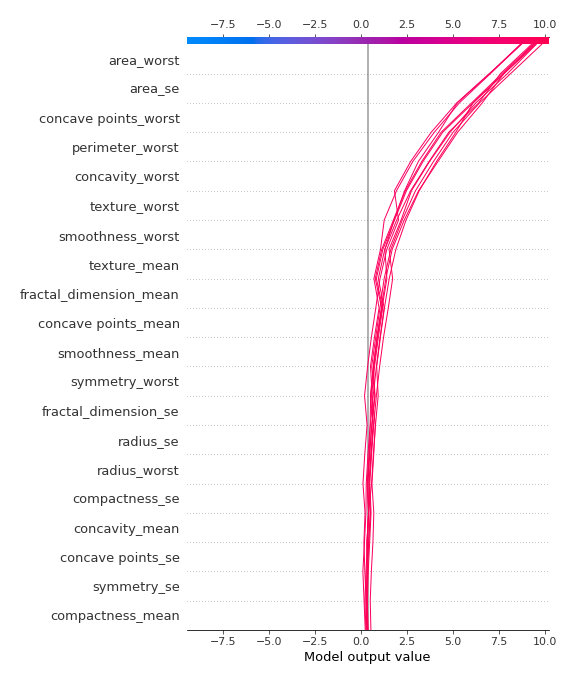 −7.5 −5.0 −2.5 0.0 2.5 5.0 7.5 10.0
area_worst
area_se
concave points_worst
perimeter_worst
concavity_worst
texture_worst
smoothness_worst
texture_mean
fractal_dimension_mean
concave points_mean
smoothness_mean
symmetry_worst
fractal_dimension_se
radius_se
radius_worst
compactness_se
concavity_mean
concave points_se
symmetry_se
compactness_mean
−7.5 −5.0 −2.5 0.0 2.5 5.0 7.5 10.0
Model output value